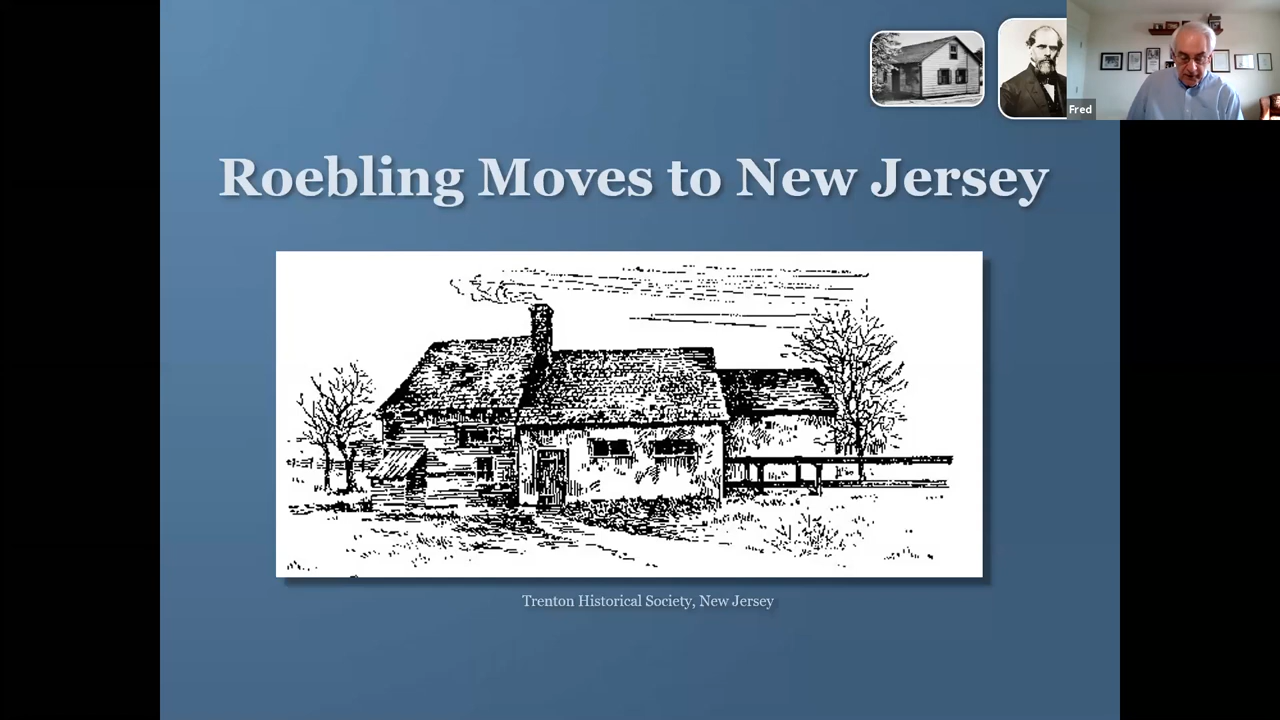 Fred
Roebling Moves to New Jersey
Trenton Historical Society, New Jersey